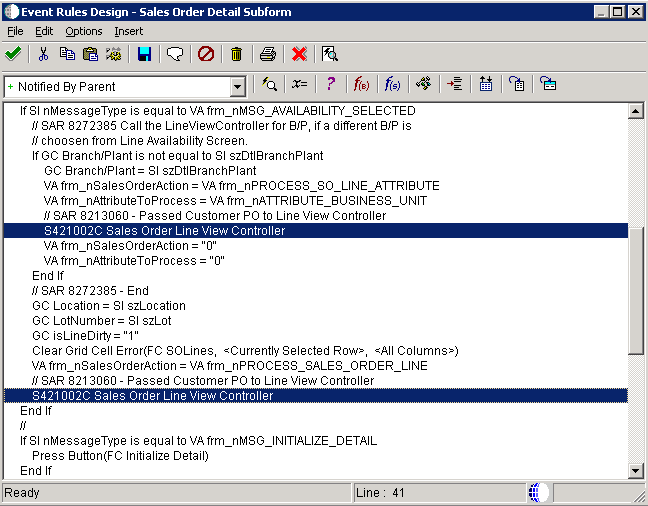 Event Rules Design - Sales Order Detail Subform
File Edit Options Insert
x= ? f(B) f(S)
+ Notified By Parent
If SI nMessageType is equal to VA frm_nMSG_AVAILABILITY_SELECTED
// SAR 8272385 Call the LineViewController for B/P, if a different B/P is
// choosen from Line Availability Screen.
If GC Branch/Plant is not equal to SI szDtlBranchPlant
GC Branch/Plant = SI szDtlBranchPlant
VA frm_nSalesOrderAction = VA frm_nPROCESS_SO_LINE_ATTRIBUTE
VA frm_nAttributeToProcess = VA frm_nATTRIBUTE_BUSINESS_UNIT
// SAR 8213060 - Passed Customer PO to Line View Controller
S421002C Sales Order Line View Controller
VA frm_nSalesOrderAction = "0"
VA frm_nAttributeToProcess = "0"
End If
// SAR 8272385 - End
GC Location = SI szLocation
GC LotNumber = SI szLot
GC isLineDirty = "1"
Clear Grid Cell Error(FC SOLines,  <Currently Selected Row>,  <All Columns>)
VA frm_nSalesOrderAction = VA frm_nPROCESS_SALES_ORDER_LINE
// SAR 8213060 - Passed Customer PO to Line View Controller
S421002C Sales Order Line View Controller
End If
//
If SI nMessageType is equal to VA frm_nMSG_INITIALIZE_DETAIL
Press Button(FC Initialize Detail)
End If
Ready Line : 41